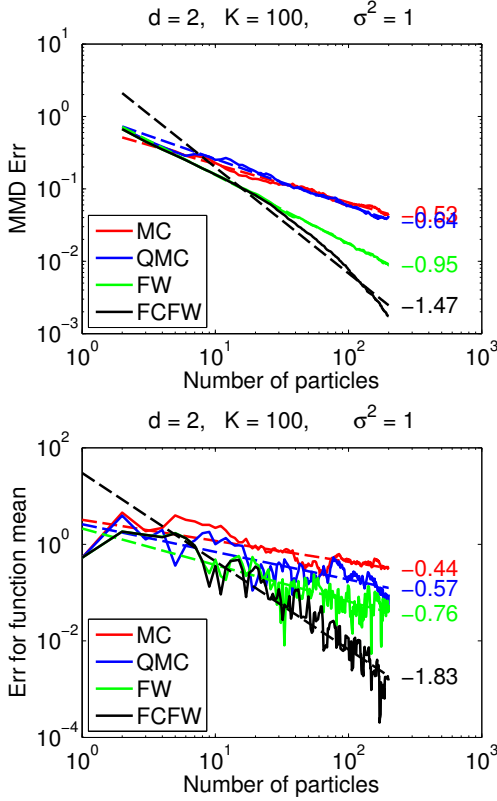 d = 2, K = 100, σ² = 1
10¹
10⁰
10⁻¹
10⁻²
10⁻³
MMD Err
MC
QMC
FW
FCFW
−0.53
−0.64
−0.95
−1.47
10⁰ 10¹ 10² 10³
Number of particles
d = 2, K = 100, σ² = 1
10²
10⁰
10⁻²
10⁻⁴
Err for function mean
MC
QMC
FW
FCFW
−0.44
−0.57
−0.76
−1.83
10⁰ 10¹ 10² 10³
Number of particles